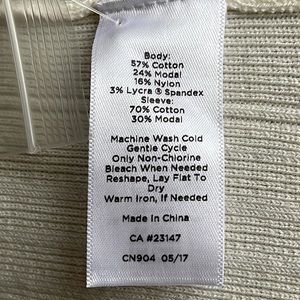 Body:
57% Cotton
24% Modal
16% Nylon
3% Lycra ® Spandex
Sleeve:
70% Cotton
30% Modal
Machine Wash Cold
Gentle Cycle
Only Non-Chlorine
Bleach When Needed
Reshape, Lay Flat To
Dry
Warm Iron, If Needed
Made In China
CA #23147
CN904 05/17